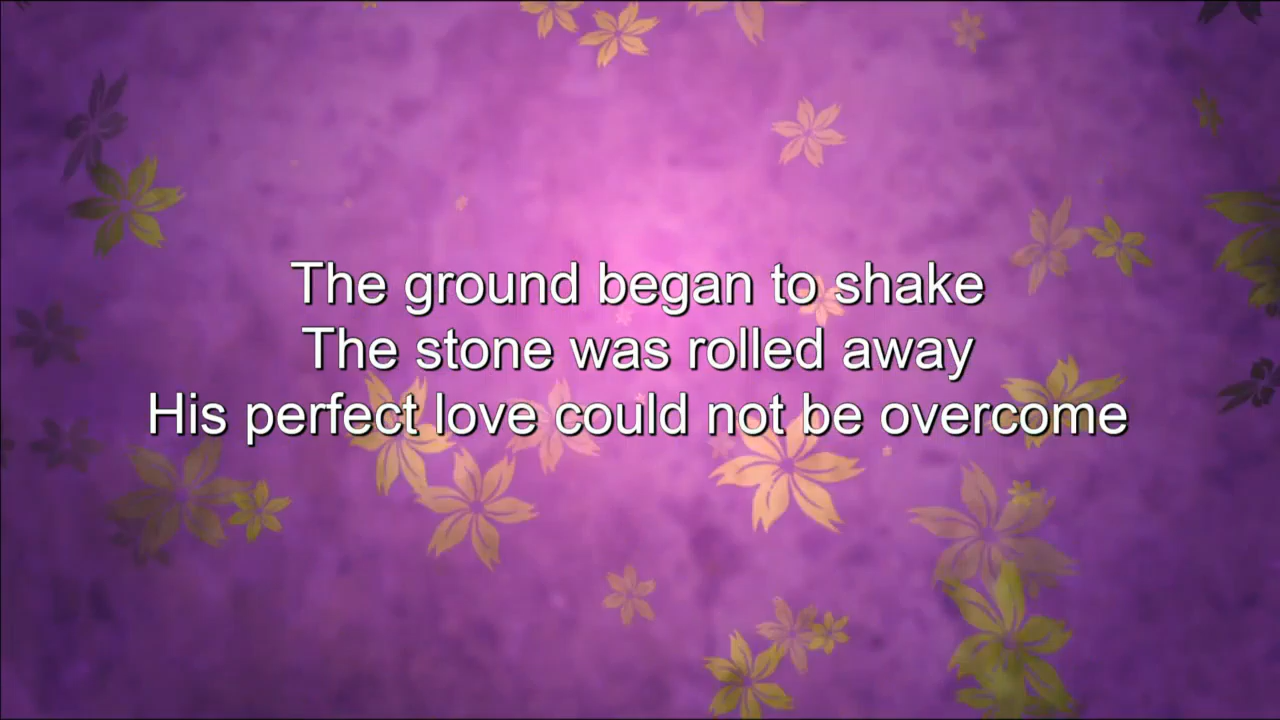 The ground began to shake
The stone was rolled away
His perfect love could not be overcome